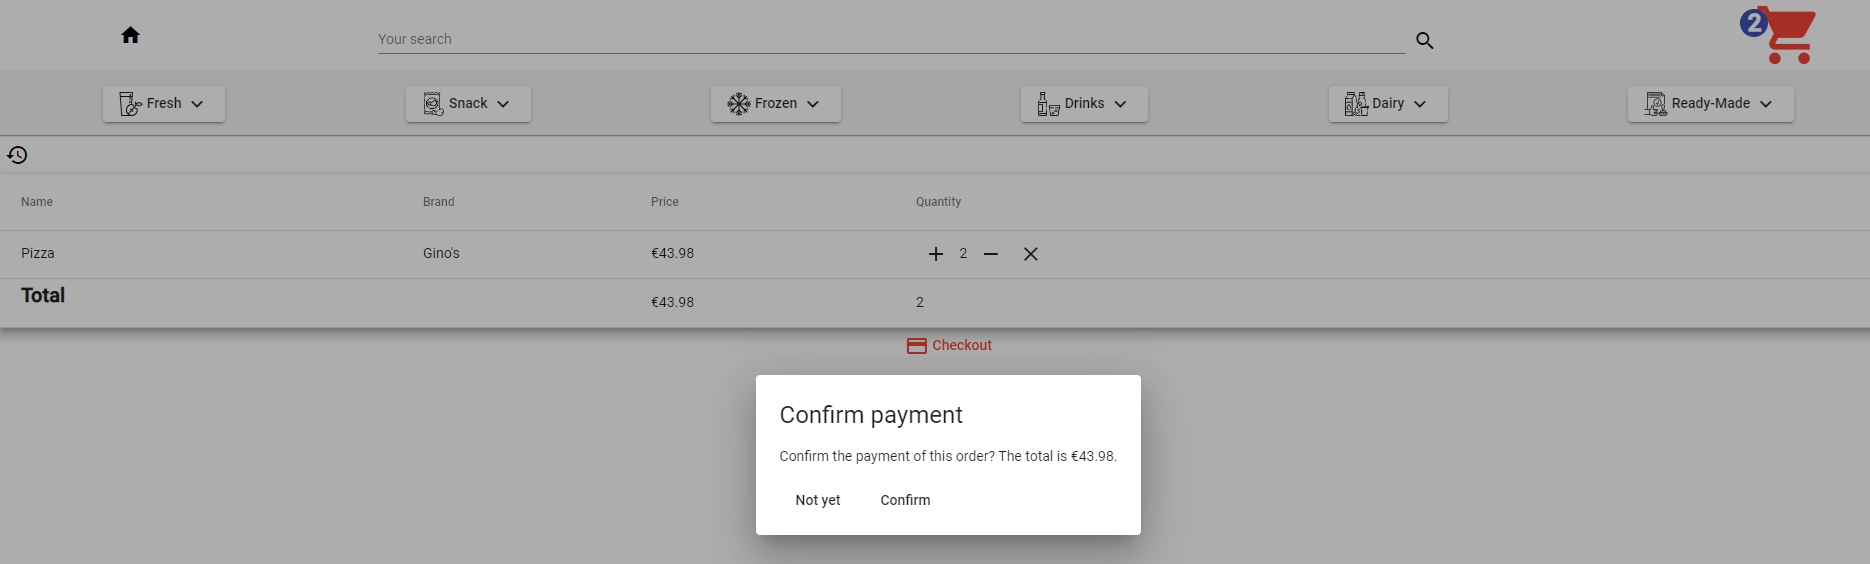 Your search
2
Fresh
Snack
Frozen
Drinks
Dairy
Ready-Made
Name Brand Price Quantity
Pizza Gino's €43.98 2
Total €43.98 2
Checkout
Confirm payment
Confirm the payment of this order? The total is €43.98.
Not yet Confirm